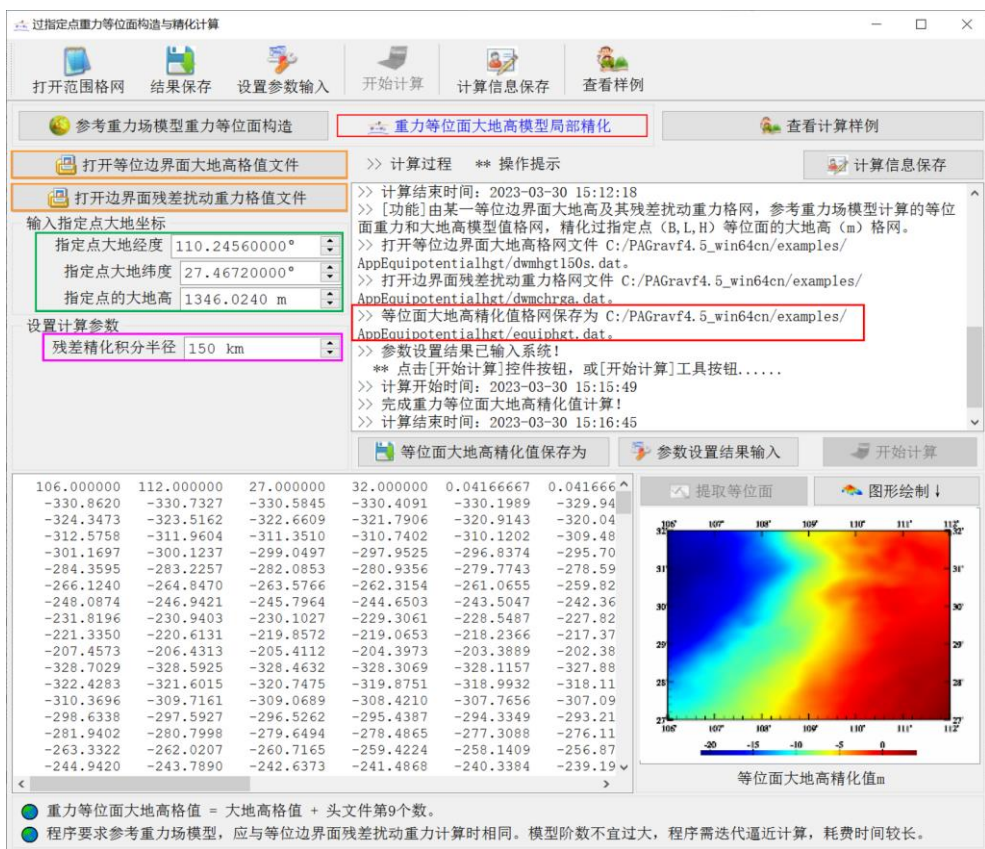 过指定点重力等位面构造与精化计算
打开范围格网 结果保存 设置参数输入 开始计算 计算信息保存 查看样例
参考重力场模型重力等位面构造 重力等位面大地高模型局部精化 查看计算样例
打开等位边界面大地高格值文件
打开边界面残差扰动重力格值文件
输入指定点大地坐标
指定点大地经度 110.24560000°
指定点大地纬度 27.46720000°
指定点的大地高 1346.0240 m
设置计算参数
残差精化积分半径 150 km
>> 计算过程 ** 操作提示 计算信息保存
>> 计算结束时间：2023-03-30 15:12:18
>> [功能]由某一等位边界面大地高及其残差扰动重力格网，参考重力场模型计算的等位
面重力和大地高模型值格网，精化过指定点（B,L,H）等位面的大地高（m）格网。
>> 打开等位边界面大地高格网文件 C:/PAGravf4.5_win64cn/examples/
AppEquipotentialhgt/dwmhgt150s.dat。
>> 打开边界面残差扰动重力格网文件 C:/PAGravf4.5_win64cn/examples/
AppEquipotentialhgt/dwmchrga.dat。
>> 等位面大地高精化值格网保存为 C:/PAGravf4.5_win64cn/examples/
AppEquipotentialhgt/equiphgt.dat。
>> 参数设置结果已输入系统！
** 点击[开始计算]控件按钮，或[开始计算]工具按钮......
>> 计算开始时间：2023-03-30 15:15:49
>> 完成重力等位面大地高精化值计算！
>> 计算结束时间：2023-03-30 15:16:45
等位面大地高精化值保存为 参数设置结果输入 开始计算
106.000000 112.000000 27.000000 32.000000 0.04166667 0.041666
-330.8620 -330.7327 -330.5845 -330.4091 -330.1989 -329.94
-324.3473 -323.5162 -322.6609 -321.7906 -320.9143 -320.04
-312.5758 -311.9604 -311.3510 -310.7402 -310.1202 -309.48
-301.1697 -300.1237 -299.0497 -297.9525 -296.8374 -295.70
-284.3595 -283.2257 -282.0853 -280.9356 -279.7743 -278.59
-266.1240 -264.8470 -263.5766 -262.3154 -261.0655 -259.82
-248.0874 -246.9421 -245.7964 -244.6503 -243.5047 -242.36
-231.8196 -230.9403 -230.1027 -229.3061 -228.5487 -227.82
-221.3350 -220.6131 -219.8572 -219.0653 -218.2366 -217.37
-207.4573 -206.4313 -205.4112 -204.3973 -203.3889 -202.38
-328.7029 -328.5925 -328.4632 -328.3069 -328.1157 -327.88
-322.4283 -321.6015 -320.7475 -319.8751 -318.9932 -318.11
-310.3696 -309.7161 -309.0689 -308.4210 -307.7656 -307.09
-298.6338 -297.5927 -296.5262 -295.4387 -294.3349 -293.21
-281.9402 -280.7998 -279.6494 -278.4865 -277.3088 -276.11
-263.3322 -262.0207 -260.7165 -259.4224 -258.1409 -256.87
-244.9420 -243.7890 -242.6373 -241.4868 -240.3384 -239.19
提取等位面 图形绘制↓
106° 107° 108° 109° 110° 111° 112°
32° 32°
31° 31°
30° 30°
29° 29°
28° 28°
27° 27°
106° 107° 108° 109° 110° 111° 112°
-20 -15 -10 -5 0
等位面大地高精化值m
重力等位面大地高格值 = 大地高格值 + 头文件第9个数。
程序要求参考重力场模型，应与等位边界面残差扰动重力计算时相同。模型阶数不宜过大，程序需迭代逼近计算，耗费时间较长。